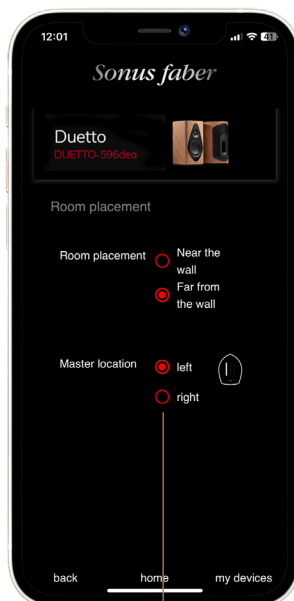 12:01
41
Sonus faber
Duetto
DUETTO-596dea
Room placement
Room placement
Near the
wall
Far from
the wall
Master location
left
right
back home my devices